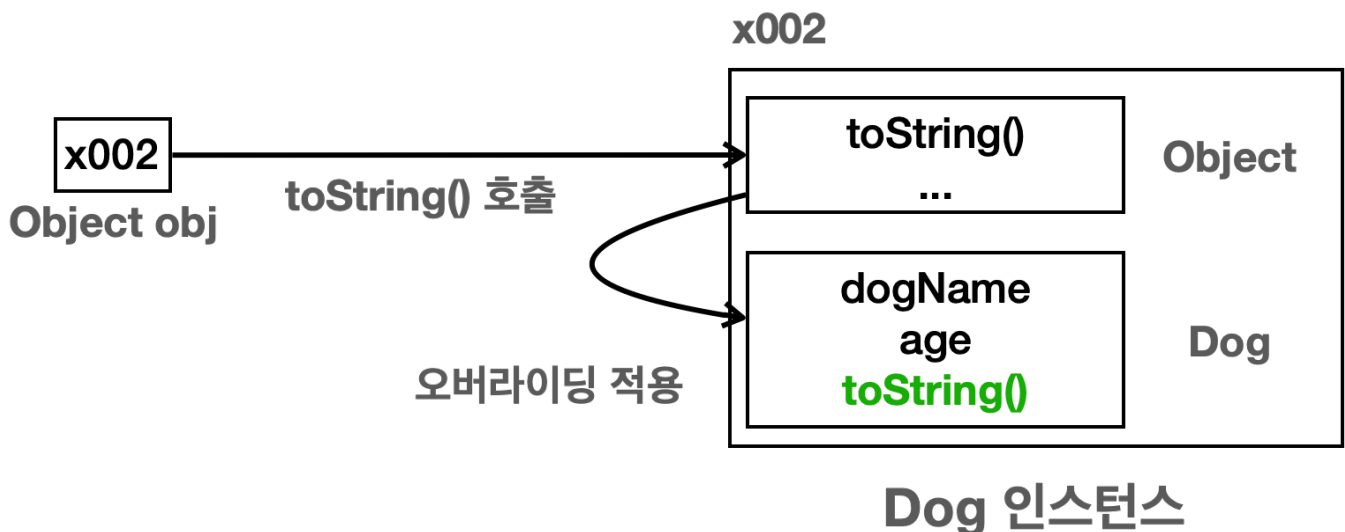 x002
x002
Object obj
toString() 호출
toString()
...
Object
오버라이딩 적용
dogName
age
toString()
Dog
Dog 인스턴스